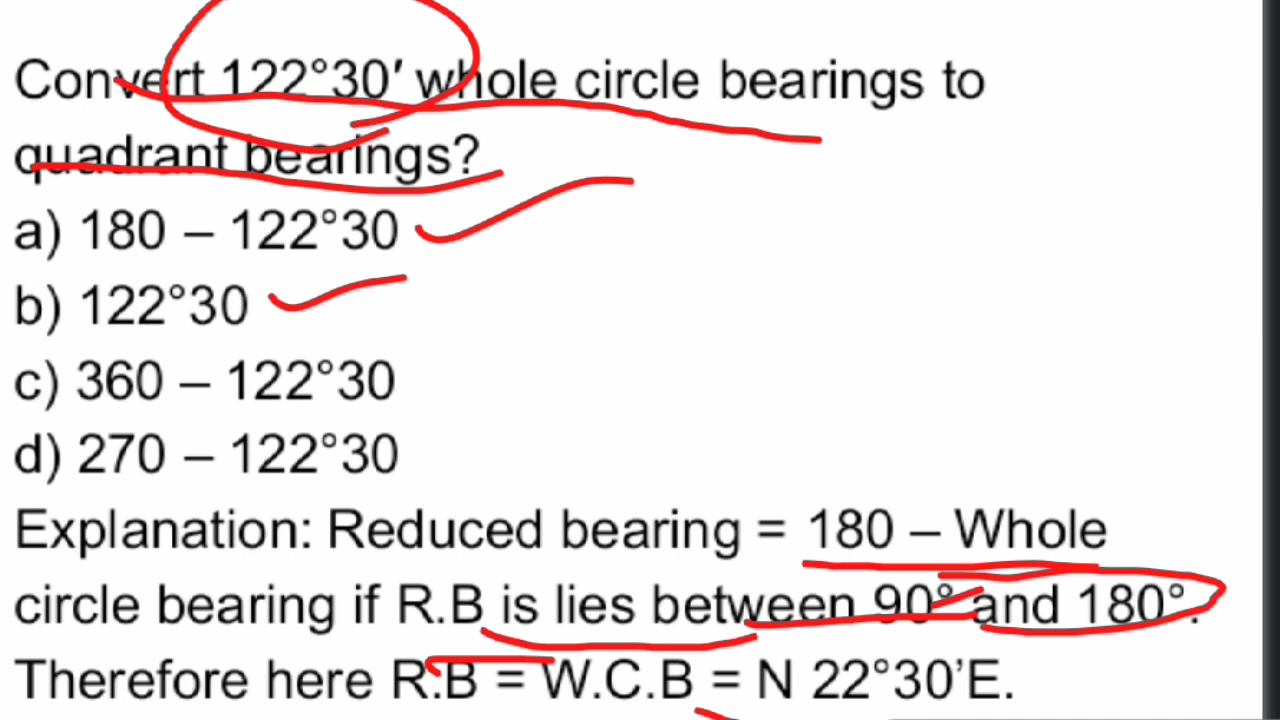 Convert 122°30′ whole circle bearings to
quadrant bearings?
a) 180 – 122°30
b) 122°30
c) 360 – 122°30
d) 270 – 122°30
Explanation: Reduced bearing = 180 – Whole
circle bearing if R.B is lies between 90° and 180°.
Therefore here R.B = W.C.B = N 22°30’E.